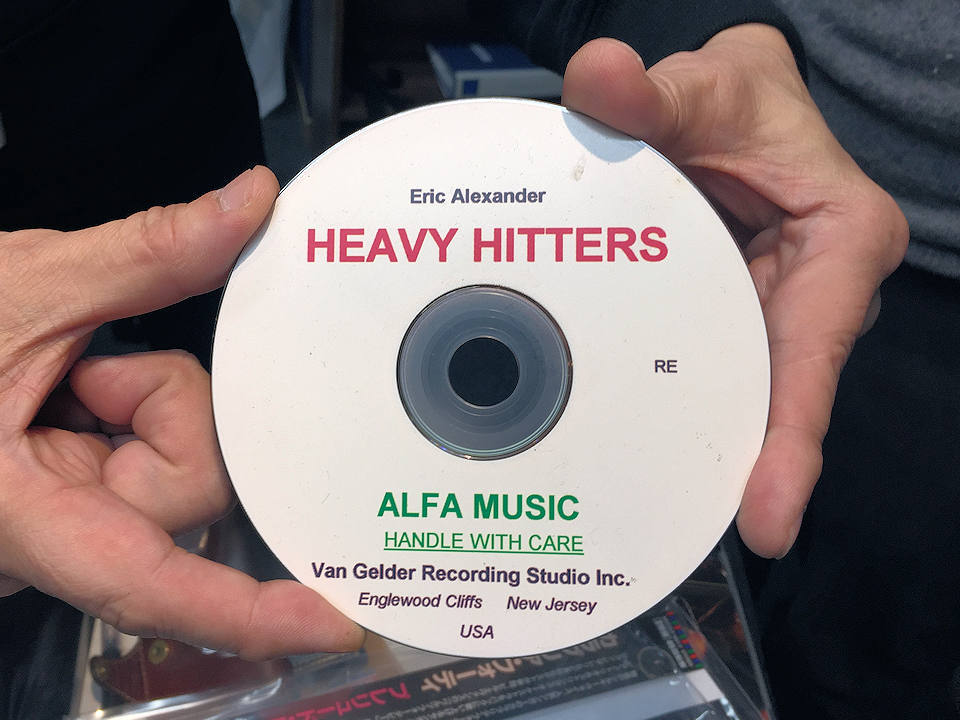 Eric Alexander
HEAVY HITTERS
RE
ALFA MUSIC
HANDLE WITH CARE
Van Gelder Recording Studio Inc.
Englewood Cliffs New Jersey
USA